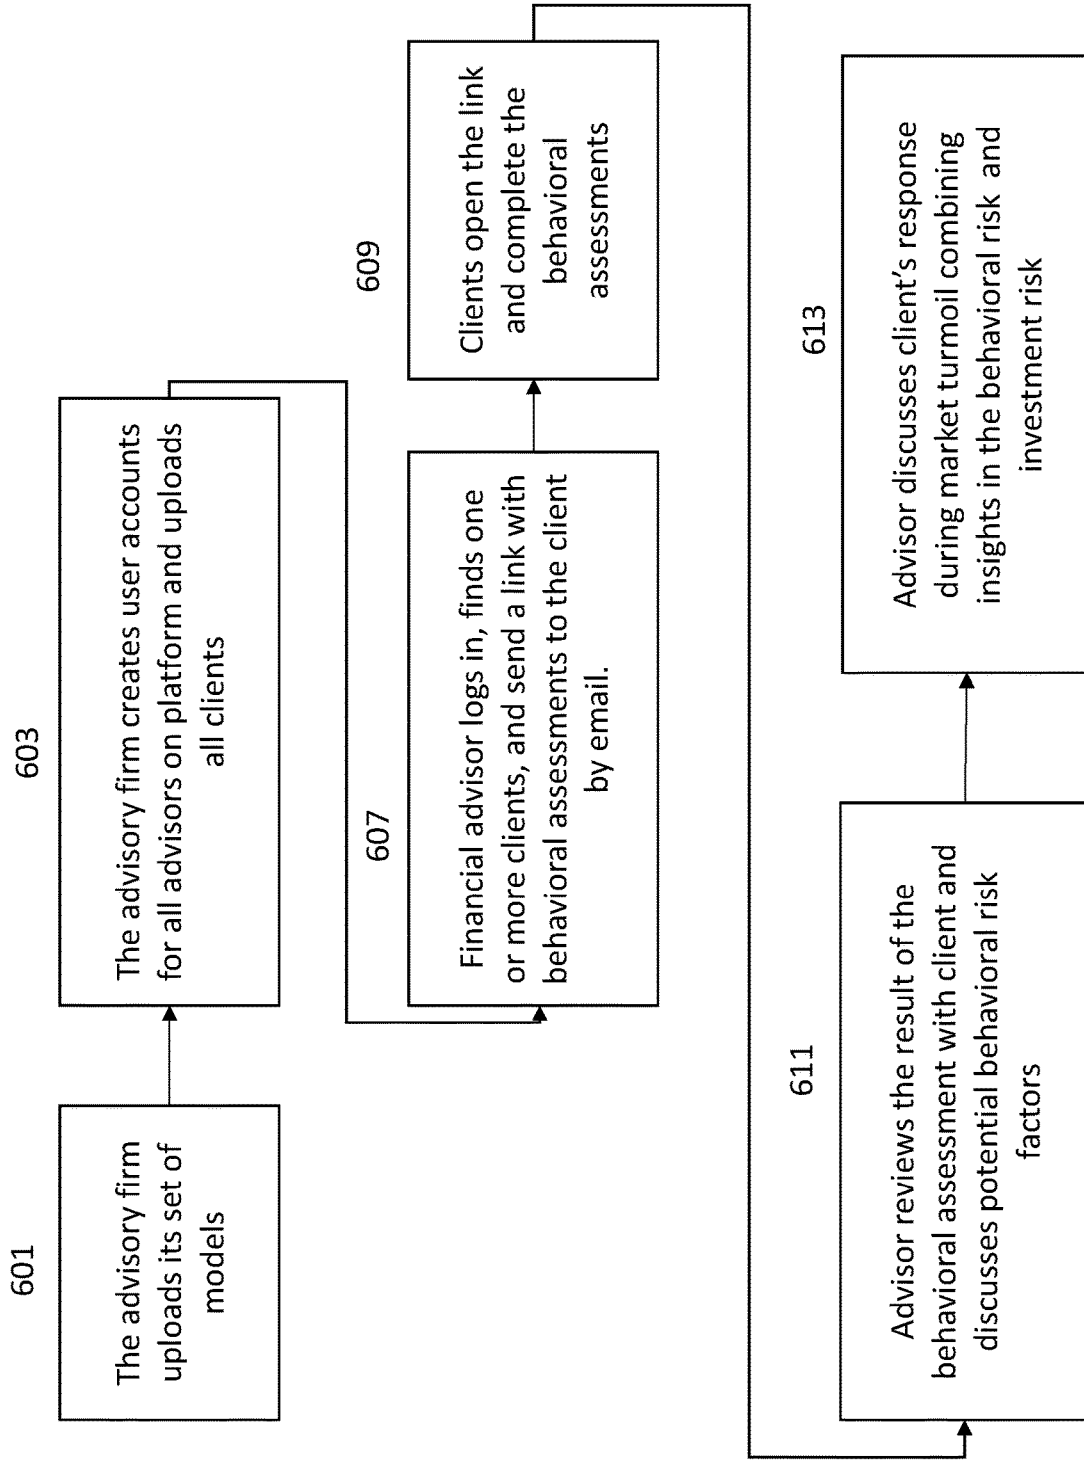 601
The advisory firm
uploads its set of
models
603
The advisory firm creates user accounts
for all advisors on platform and uploads
all clients
607
Financial advisor logs in, finds one
or more clients, and send a link with
behavioral assessments to the client
by email.
609
Clients open the link
and complete the
behavioral
assessments
611
Advisor reviews the result of the
behavioral assessment with client and
discusses potential behavioral risk
factors
613
Advisor discusses client's response
during market turmoil combining
insights in the behavioral risk and
investment risk